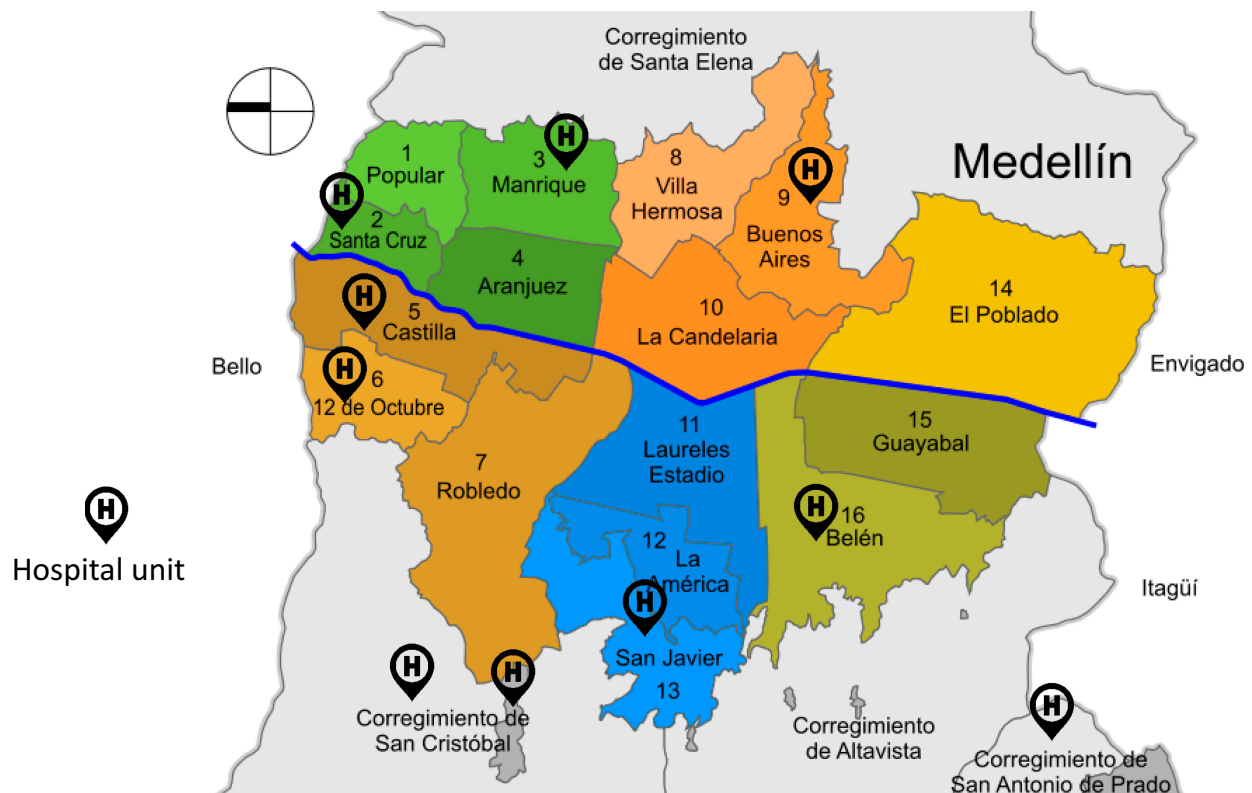 Corregimiento
de Santa Elena
Medellín
1
Popular
3
Manrique
8
Villa
Hermosa
9
Buenos
Aires
2
Santa Cruz
4
Aranjuez
14
El Poblado
10
La Candelaria
5
Castilla
Bello
Envigado
6
12 de Octubre
11
Laureles
Estadio
15
Guayabal
7
Robledo
16
Belén
12
La
América
Itagüí
San Javier
13
Corregimiento de
San Cristóbal
Corregimiento
de Altavista
Corregimiento de
San Antonio de Prado
H
H
H
H
H
H
H
H
H
H
H
Hospital unit